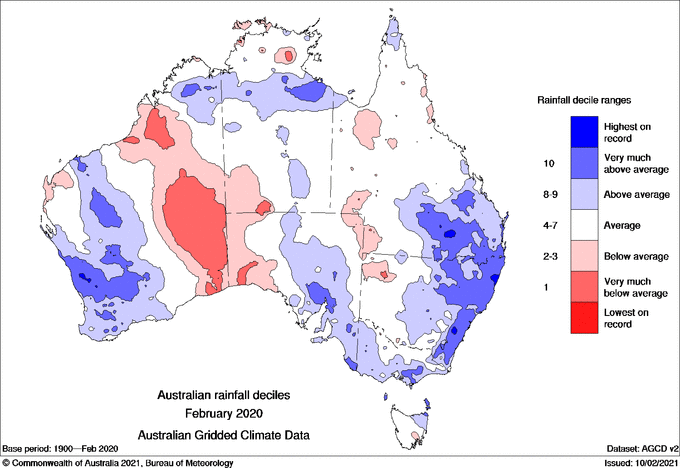 Rainfall decile ranges
Highest on
record
10
Very much
above average
8-9
Above average
4-7
Average
2-3
Below average
1
Very much
below average
Lowest on
record
Australian rainfall deciles
February 2020
Australian Gridded Climate Data
Base period: 1900—Feb 2020
Dataset: AGCD v2
© Commonwealth of Australia 2021, Bureau of Meteorology
Issued: 10/02/2021